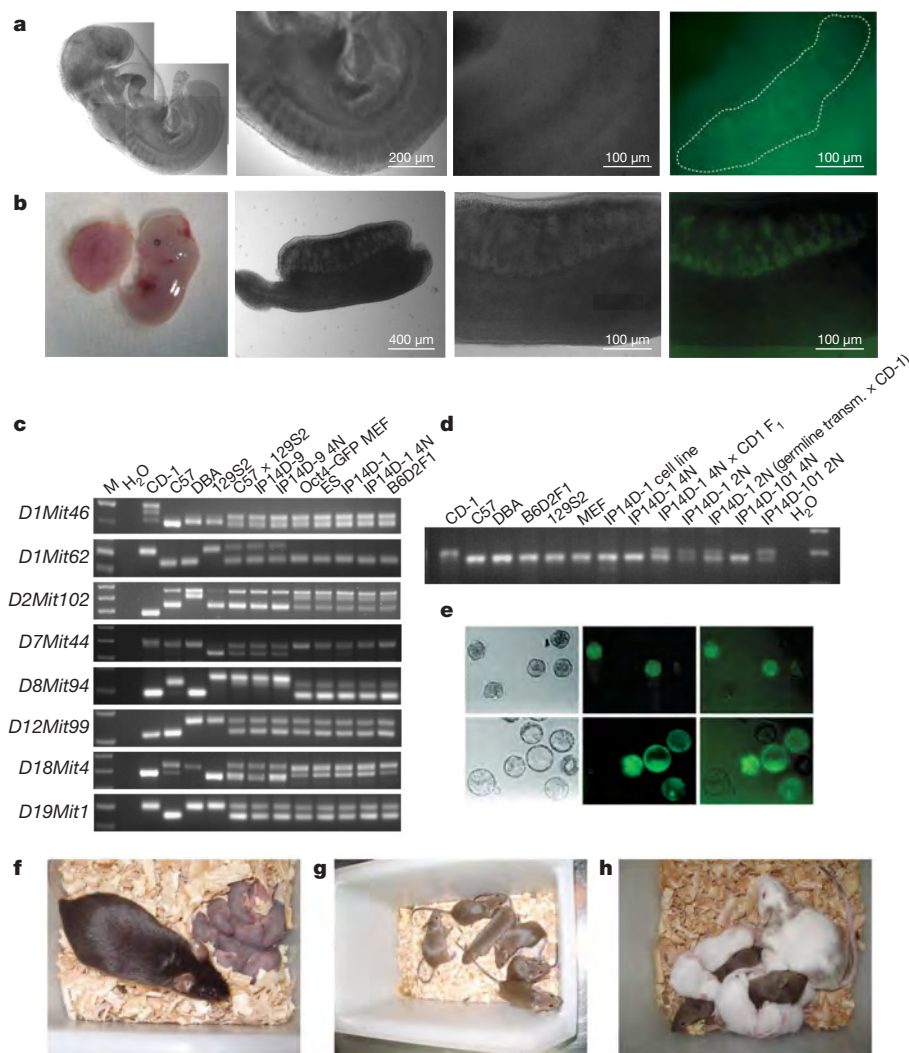 a
200 µm
100 µm
100 µm
b
400 µm
100 µm
100 µm
c
M
H2O
CD-1
C57
DBA
129S2
C57 × 129S2
IP14D-9
IP14D-9 4N
Oct4–GFP MEF
ES
IP14D-1
IP14D-1 4N
B6D2F1
D1Mit46
D1Mit62
D2Mit102
D7Mit44
D8Mit94
D12Mit99
D18Mit4
D19Mit1
d
CD-1
C57
DBA
B6D2F1
129S2
MEF
IP14D-1 cell line
IP14D-1 4N
IP14D-1 4N × CD1 F1
IP14D-1 2N
IP14D-1 2N (germline transm. × CD-1)
IP14D-101 4N
IP14D-101 2N
H2O
e
f
g
h